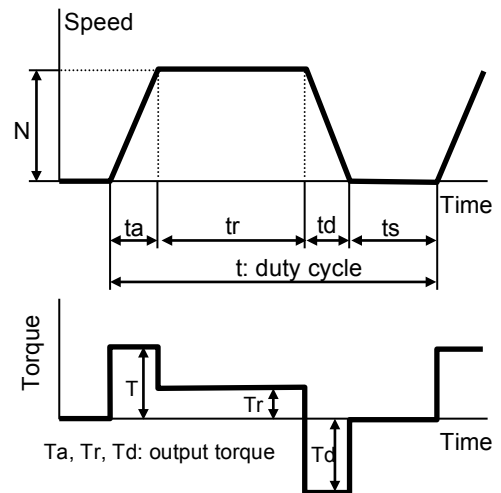 Speed
N
Time
ta tr td ts
t: duty cycle
Torque
T
Tr
Td
Time
Ta, Tr, Td: output torque